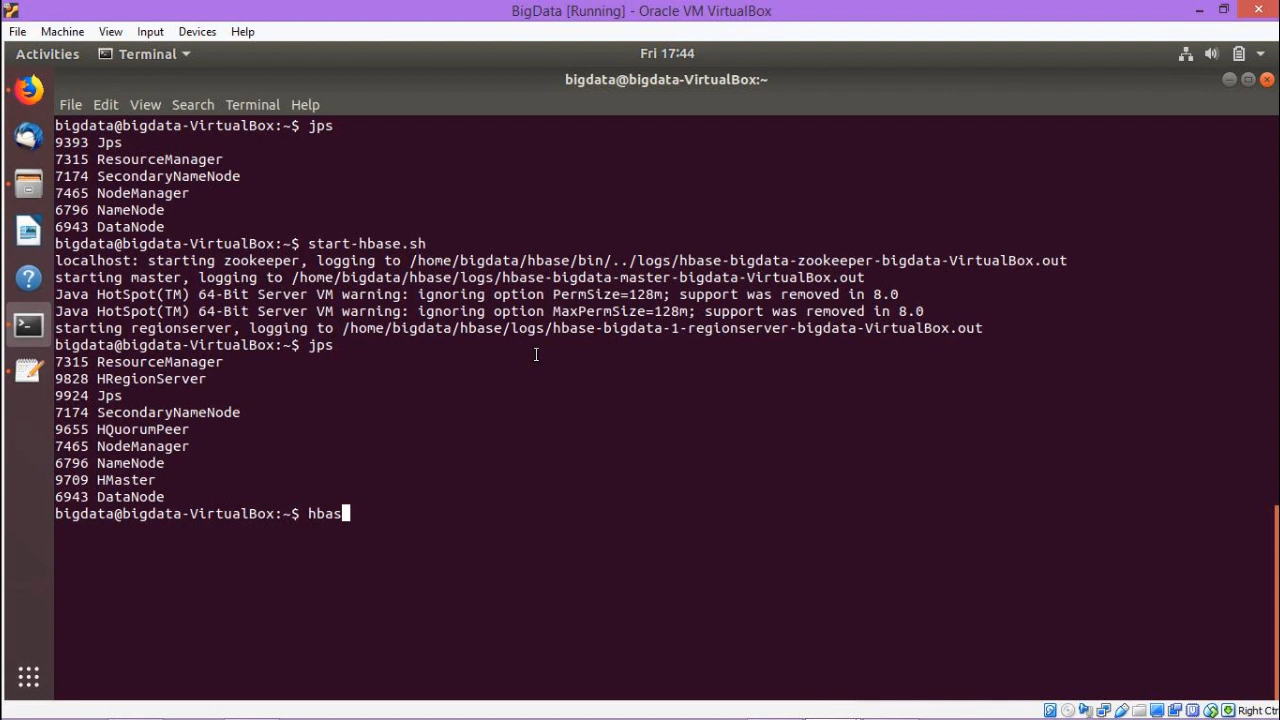 BigData [Running] - Oracle VM VirtualBox
File Machine View Input Devices Help
Activities Terminal Fri 17:44
bigdata@bigdata-VirtualBox:~
File Edit View Search Terminal Help
bigdata@bigdata-VirtualBox:~$ jps
9393 Jps
7315 ResourceManager
7174 SecondaryNameNode
7465 NodeManager
6796 NameNode
6943 DataNode
bigdata@bigdata-VirtualBox:~$ start-hbase.sh
localhost: starting zookeeper, logging to /home/bigdata/hbase/bin/../logs/hbase-bigdata-zookeeper-bigdata-VirtualBox.out
starting master, logging to /home/bigdata/hbase/logs/hbase-bigdata-master-bigdata-VirtualBox.out
Java HotSpot(TM) 64-Bit Server VM warning: ignoring option PermSize=128m; support was removed in 8.0
Java HotSpot(TM) 64-Bit Server VM warning: ignoring option MaxPermSize=128m; support was removed in 8.0
starting regionserver, logging to /home/bigdata/hbase/logs/hbase-bigdata-1-regionserver-bigdata-VirtualBox.out
bigdata@bigdata-VirtualBox:~$ jps
7315 ResourceManager
9828 HRegionServer
9924 Jps
7174 SecondaryNameNode
9655 HQuorumPeer
7465 NodeManager
6796 NameNode
9709 HMaster
6943 DataNode
bigdata@bigdata-VirtualBox:~$ hbas
Right Ctr